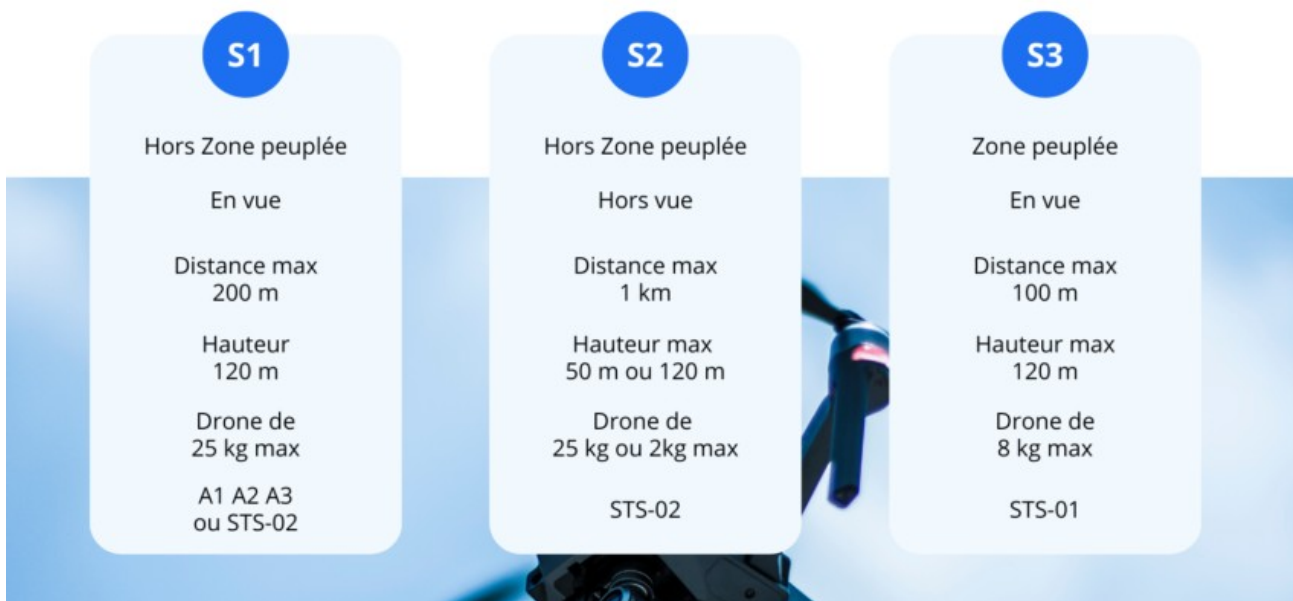 S1
Hors Zone peuplée
En vue
Distance max
200 m
Hauteur
120 m
Drone de
25 kg max
A1 A2 A3
ou STS-02
S2
Hors Zone peuplée
Hors vue
Distance max
1 km
Hauteur max
50 m ou 120 m
Drone de
25 kg ou 2kg max
STS-02
S3
Zone peuplée
En vue
Distance max
100 m
Hauteur max
120 m
Drone de
8 kg max
STS-01